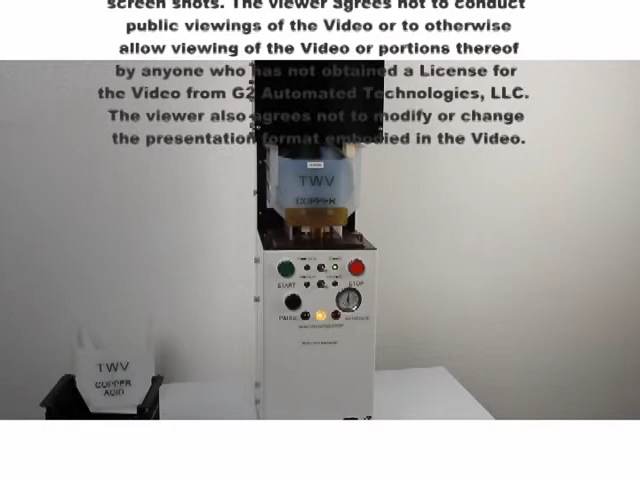 screen shots. The viewer agrees not to conduct
public viewings of the Video or to otherwise
allow viewing of the Video or portions thereof
by anyone who has not obtained a License for
the Video from G2 Automated Technologies, LLC.
The viewer also agrees not to modify or change
the presentation format embodied in the Video.
TWV
COPPER
START
STOP
TWV
COPPER
ACID